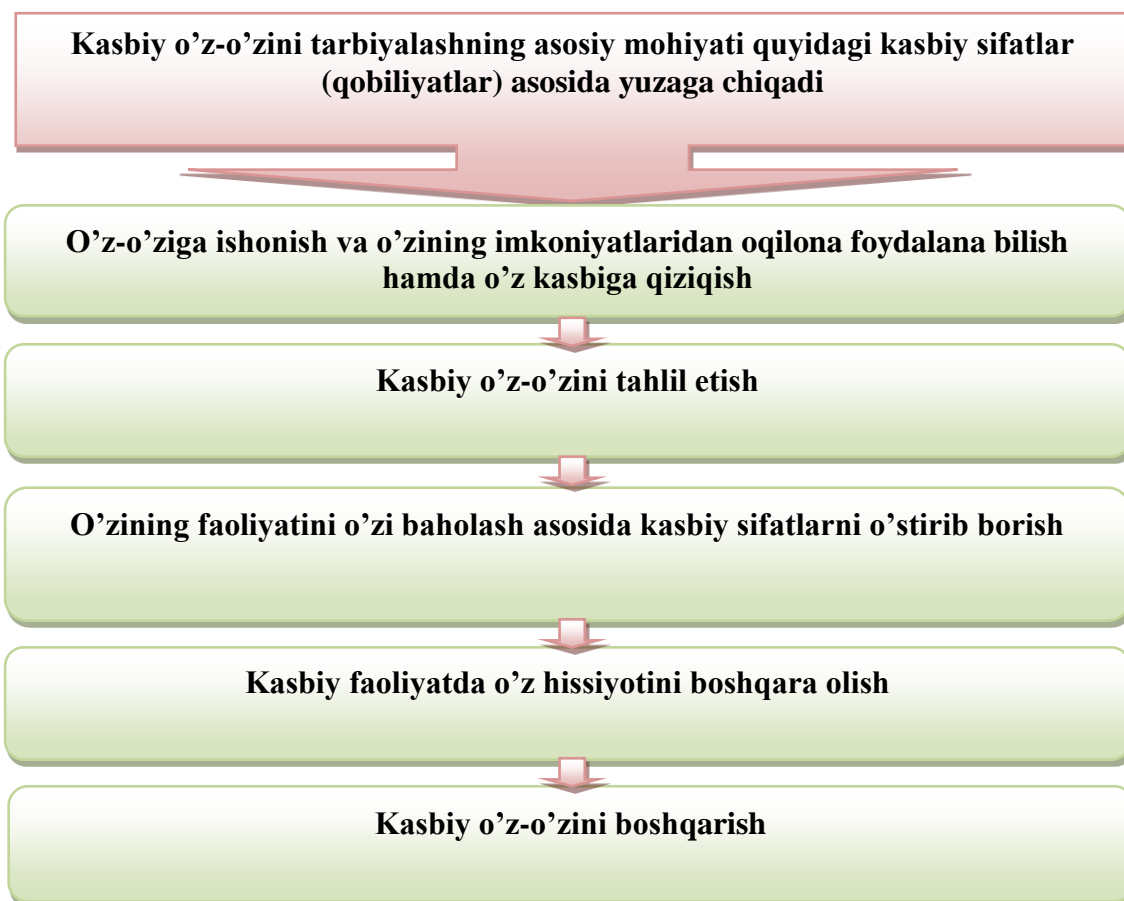 Kasbiy o’z-o’zini tarbiyalashning asosiy mohiyati quyidagi kasbiy sifatlar
(qobiliyatlar) asosida yuzaga chiqadi
O’z-o’ziga ishonish va o’zining imkoniyatlaridan oqilona foydalana bilish
hamda o’z kasbiga qiziqish
Kasbiy o’z-o’zini tahlil etish
O’zining faoliyatini o’zi baholash asosida kasbiy sifatlarni o’stirib borish
Kasbiy faoliyatda o’z hissiyotini boshqara olish
Kasbiy o’z-o’zini boshqarish